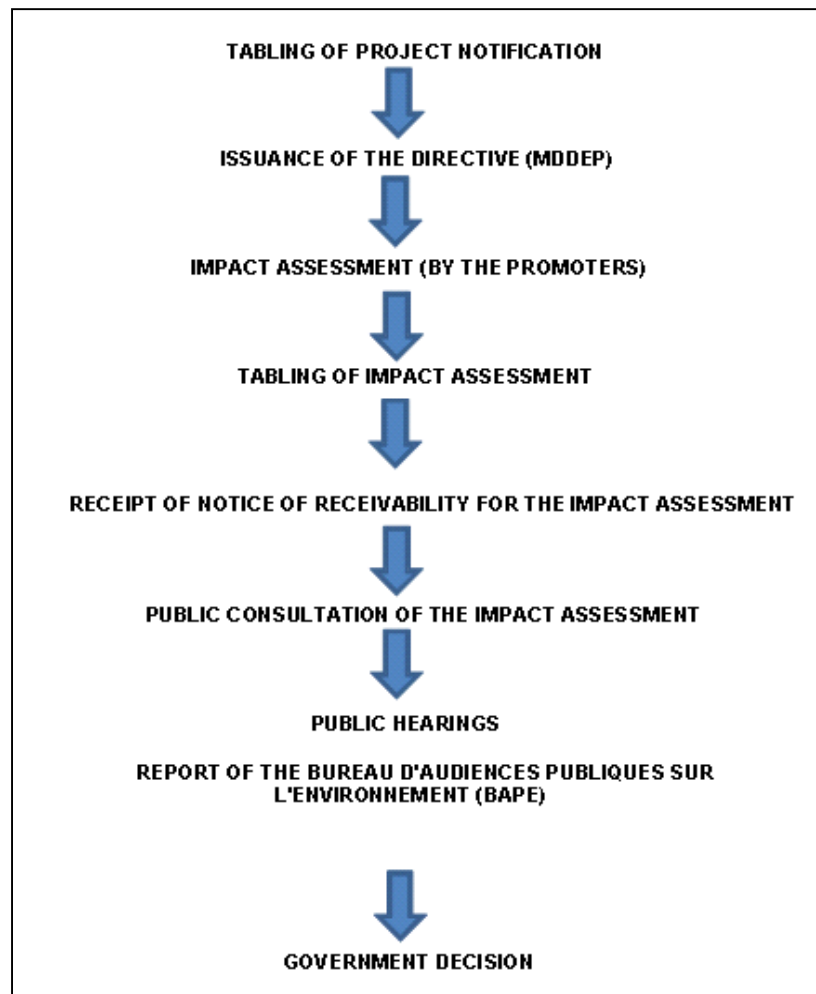 TABLING OF PROJECT NOTIFICATION
ISSUANCE OF THE DIRECTIVE (MDDEP)
IMPACT ASSESSMENT (BY THE PROMOTERS)
TABLING OF IMPACT ASSESSMENT
RECEIPT OF NOTICE OF RECEIVABILITY FOR THE IMPACT ASSESSMENT
PUBLIC CONSULTATION OF THE IMPACT ASSESSMENT
PUBLIC HEARINGS
REPORT OF THE BUREAU D'AUDIENCES PUBLIQUES SUR
L'ENVIRONNEMENT (BAPE)
GOVERNMENT DECISION